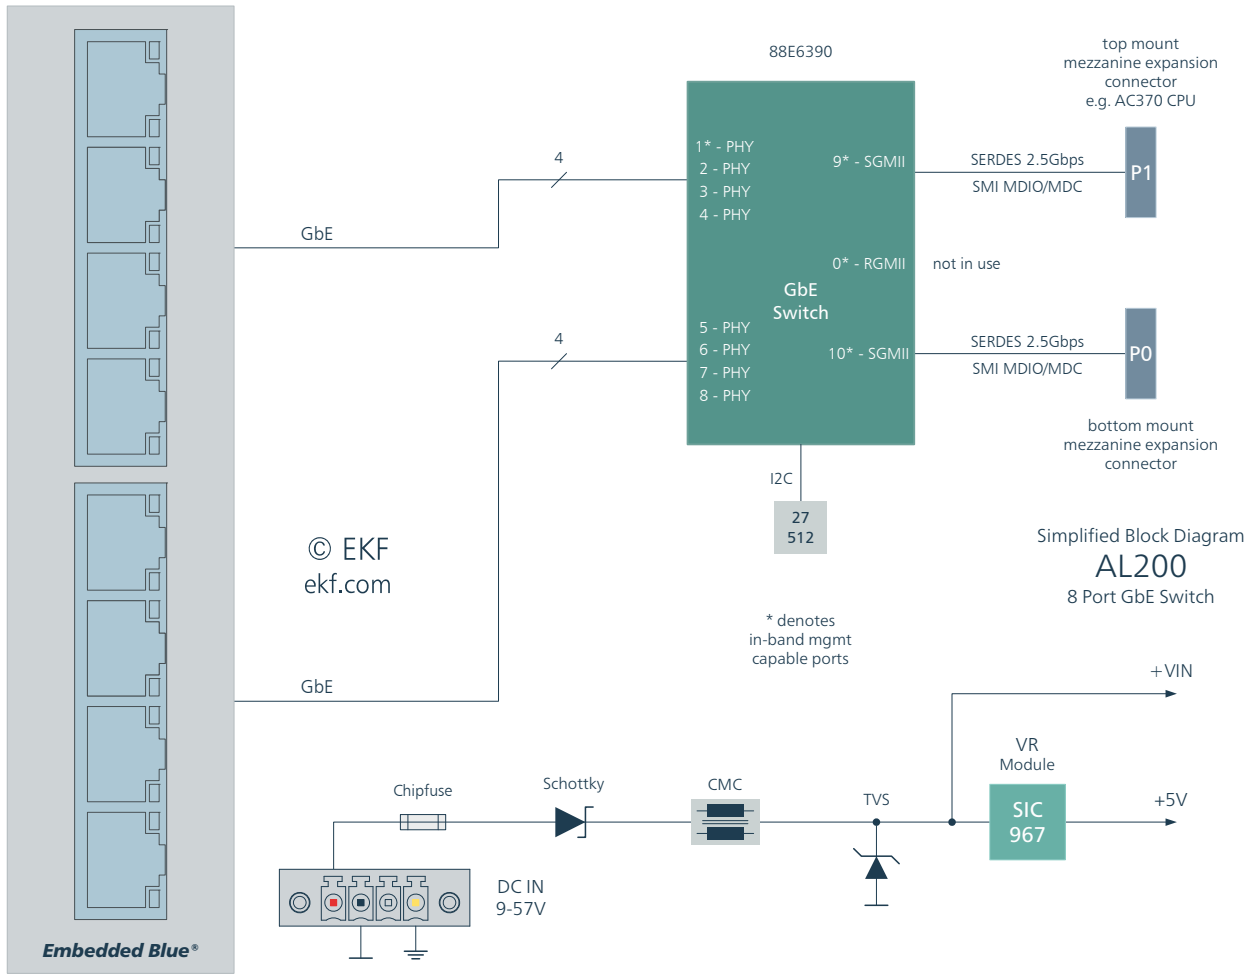 88E6390
top mount
mezzanine expansion
connector
e.g. AC370 CPU
1* - PHY
2 - PHY
3 - PHY
4 - PHY
4
GbE
9* - SGMII
SERDES 2.5Gbps
SMI MDIO/MDC
P1
0* - RGMII
not in use
GbE
Switch
5 - PHY
6 - PHY
7 - PHY
8 - PHY
4
10* - SGMII
SERDES 2.5Gbps
SMI MDIO/MDC
P0
bottom mount
mezzanine expansion
connector
I2C
27
512
© EKF
ekf.com
Simplified Block Diagram
AL200
8 Port GbE Switch
* denotes
in-band mgmt
capable ports
GbE
+VIN
VR
Module
Chipfuse
Schottky
CMC
TVS
SIC
967
+5V
DC IN
9-57V
Embedded Blue®